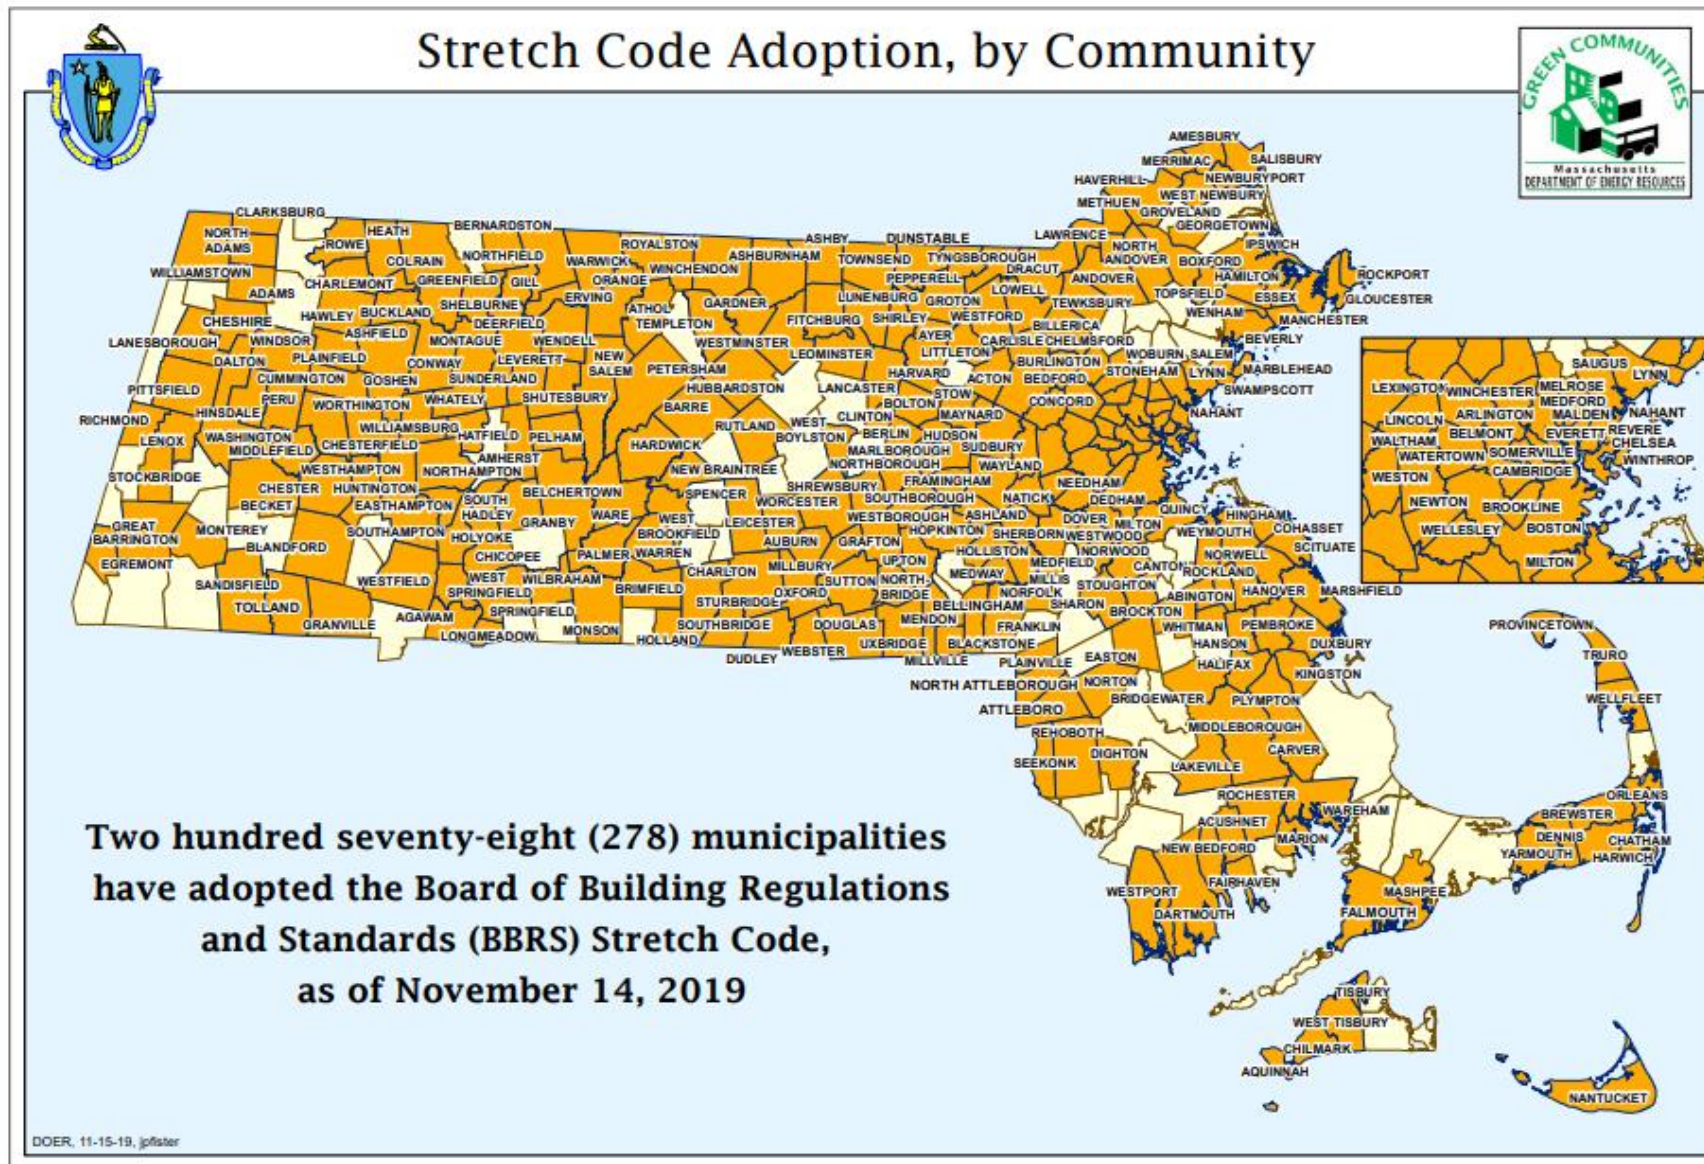 Stretch Code Adoption, by Community
GREEN COMMUNITIES
Massachusetts
DEPARTMENT OF ENERGY RESOURCES
AMESBURY
MERRIMAC
SALISBURY
HAVERHILL
NEWBURYPORT
METHUEN
WEST NEWBURY
GROVELAND
GEORGETOWN
CLARKSBURG
NORTH
ADAMS
ROWE
HEATH
BERNARDSTON
COLRAIN
NORTHFIELD
WARWICK
ROYALSTON
ORANGE
WINCHENDON
ASHBURNHAM
ASHBY
TOWNSEND
DUNSTABLE
TYNGSBOROUGH
PEPPERELL
DRACUT
LAWRENCE
NORTH
ANDOVER
ANDOVER
BOXFORD
IPSWICH
HAMILTON
ROCKPORT
GLOUCESTER
WILLIAMSTOWN
ADAMS
CHARLEMONT
GREENFIELD
GILL
ERVING
SHELBURNE
HAWLEY
BUCKLAND
DEERFIELD
ATHOL
TEMPLETON
GARDNER
LUNENBURG
GROTON
LOWELL
TEWKSBURY
TOPSFIELD
ESSEX
WENHAM
MANCHESTER
CHESHIRE
LANESBOROUGH
WINDSOR
ASHFIELD
MONTAGUE
WENDELL
WESTMINSTER
FITCHBURG
SHIRLEY
WESTFORD
BILLERICA
AYER
CARLISLE
CHELMSFORD
BEVERLY
DALTON
PLAINFIELD
CONWAY
LEVERETT
NEW
SALEM
PETERSHAM
LEOMINSTER
LITTLETON
BURLINGTON
WOBURN
SALEM
PITTSFIELD
CUMMINGTON
GOSHEN
SUNDERLAND
HUBBARDSTON
LANCASTER
HARVARD
ACTON
BEDFORD
STONEHAM
LYNN
MARBLEHEAD
SWAMPSCOTT
RICHMOND
HINSDALE
PERU
WORTHINGTON
WHATELY
SHUTESBURY
BARRE
BOLTON
STOW
CONCORD
NAHANT
LENOX
WASHINGTON
MIDDLEFIELD
WILLIAMSBURG
CHESTERFIELD
HATFIELD
PELHAM
AMHERST
HARDWICK
RUTLAND
WEST
BOYLSTON
CLINTON
MAYNARD
BERLIN
HUDSON
SUDBURY
MARLBOROUGH
STOCKBRIDGE
WESTHAMPTON
NORTHAMPTON
NEW BRAINTREE
NORTHBOROUGH
WAYLAND
CHESTER
HUNTINGTON
BECKET
EASTHAMPTON
SOUTH
HADLEY
BELCHERTOWN
GRANBY
WARE
SPENCER
SHREWSBURY
WORCESTER
FRAMINGHAM
SOUTHBOROUGH
NATICK
NEEDHAM
DEDHAM
QUINCY
HINGHAM
GREAT
BARRINGTON
MONTEREY
BLANDFORD
SOUTHAMPTON
HOLYOKE
CHICOPEE
WEST
BROOKFIELD
LEICESTER
WESTBOROUGH
ASHLAND
HOPKINTON
SHERBORN
DOVER
MILTON
WESTWOOD
WEYMOUTH
COHASSET
SCITUATE
EGREMONT
PALMER
WARREN
AUBURN
GRAFTON
HOLLISTON
NORWOOD
NORWELL
MEDFIELD
CANTON
ROCKLAND
SANDISFIELD
WESTFIELD
WEST
SPRINGFIELD
WILBRAHAM
BRIMFIELD
CHARLTON
MILLBURY
UPTON
MEDWAY
MILLIS
STOUGHTON
HANOVER
MARSHFIELD
TOLLAND
GRANVILLE
AGAWAM
SPRINGFIELD
STURBRIDGE
OXFORD
SUTTON
NORTH-
BRIDGE
NORFOLK
SHARON
ABINGTON
BELLINGHAM
BROCKTON
LONGMEADOW
MONSON
HOLLAND
SOUTHBRIDGE
DOUGLAS
MENDON
FRANKLIN
WHITMAN
PEMBROKE
DUDLEY
WEBSTER
UXBRIDGE
BLACKSTONE
MILLVILLE
PLAINVILLE
EASTON
HANSON
HALIFAX
DUXBURY
KINGSTON
NORTH ATTLEBOROUGH
NORTON
ATTLEBORO
BRIDGEWATER
PLYMPTON
REHOBOTH
MIDDLEBOROUGH
SEEKONK
DIGHTON
CARVER
LAKEVILLE
ROCHESTER
ACUSHNET
WAREHAM
NEW BEDFORD
MARION
WESTPORT
FAIRHAVEN
DARTMOUTH
MASHPEE
FALMOUTH
TISBURY
WEST TISBURY
CHILMARK
AQUINNAH
NANTUCKET
PROVINCETOWN
TRURO
WELLFLEET
ORLEANS
BREWSTER
DENNIS
CHATHAM
YARMOUTH
HARWICH
SAUGUS
LYNN
LEXINGTON
WINCHESTER
MELROSE
MEDFORD
LINCOLN
ARLINGTON
MALDEN
NAHANT
WALTHAM
BELMONT
EVERETT
REVERE
CHELSEA
WATERTOWN
SOMERVILLE
WINTHROP
WESTON
CAMBRIDGE
NEWTON
BROOKLINE
WELLESLEY
BOSTON
MILTON
Two hundred seventy-eight (278) municipalities
have adopted the Board of Building Regulations
and Standards (BBRS) Stretch Code,
as of November 14, 2019
DOER, 11-15-19, jpfister